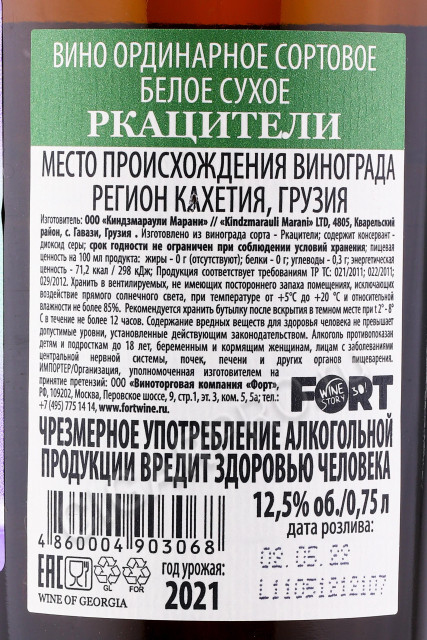 ВИНО ОРДИНАРНОЕ СОРТОВОЕ
БЕЛОЕ СУХОЕ
РКАЦИТЕЛИ
МЕСТО ПРОИСХОЖДЕНИЯ ВИНОГРАДА
РЕГИОН КАХЕТИЯ, ГРУЗИЯ
Изготовитель: ООО «Киндзмараули Марани» // «Kindzmarauli Marani» LTD, 4805, Кварельский
район, с. Гавази, Грузия . Изготовлено из винограда сорта - Ркацители; содержит консервант -
диоксид серы; срок годности не ограничен при соблюдении условий хранения; пищевая
ценность на 100 мл продукта: жиры - 0 г (отсутствуют); белки - 0 г; углеводы - 0,3 г; энергетическая
ценность - 71,2 ккал / 298 кДж; Продукция соответствует требованиям ТР ТС: 021/2011; 022/2011;
029/2012. Хранить в вентилируемых, не имеющих постороннего запаха помещениях, исключающих
воздействие прямого солнечного света, при температуре от +5°С до +20 °С и относительной
влажности не более 85%. Рекомендуется хранить бутылку после вскрытия в темном месте при t 2° - 8°
С в течение не более 12 часов. Содержание вредных веществ для здоровья человека не превышает
допустимые уровни, установленные действующим законодательством. Алкоголь противопоказан
детям и подросткам до 18 лет, беременным и кормящим женщинам, лицам с заболеваниями
центральной нервной системы, почек, печени и других органов пищеварения.
ИМПОРТЕР/Организация, уполномоченная изготовителем на
принятие претензий: ООО «Виноторговая компания «Форт»,
РФ, 109202, Москва, Перовское шоссе, 9, стр.1, эт. 3, ком. 5, 5а; тел.:
+7 (495) 775 14 14, www.fortwine.ru.
FORT
WINE STORY
30
ЧРЕЗМЕРНОЕ УПОТРЕБЛЕНИЕ АЛКОГОЛЬНОЙ
ПРОДУКЦИИ ВРЕДИТ ЗДОРОВЬЮ ЧЕЛОВЕКА
12,5% об./0,75 л
дата розлива:
4860004903068
EAC
GL FOR
WINE OF GEORGIA
год урожая:
2021